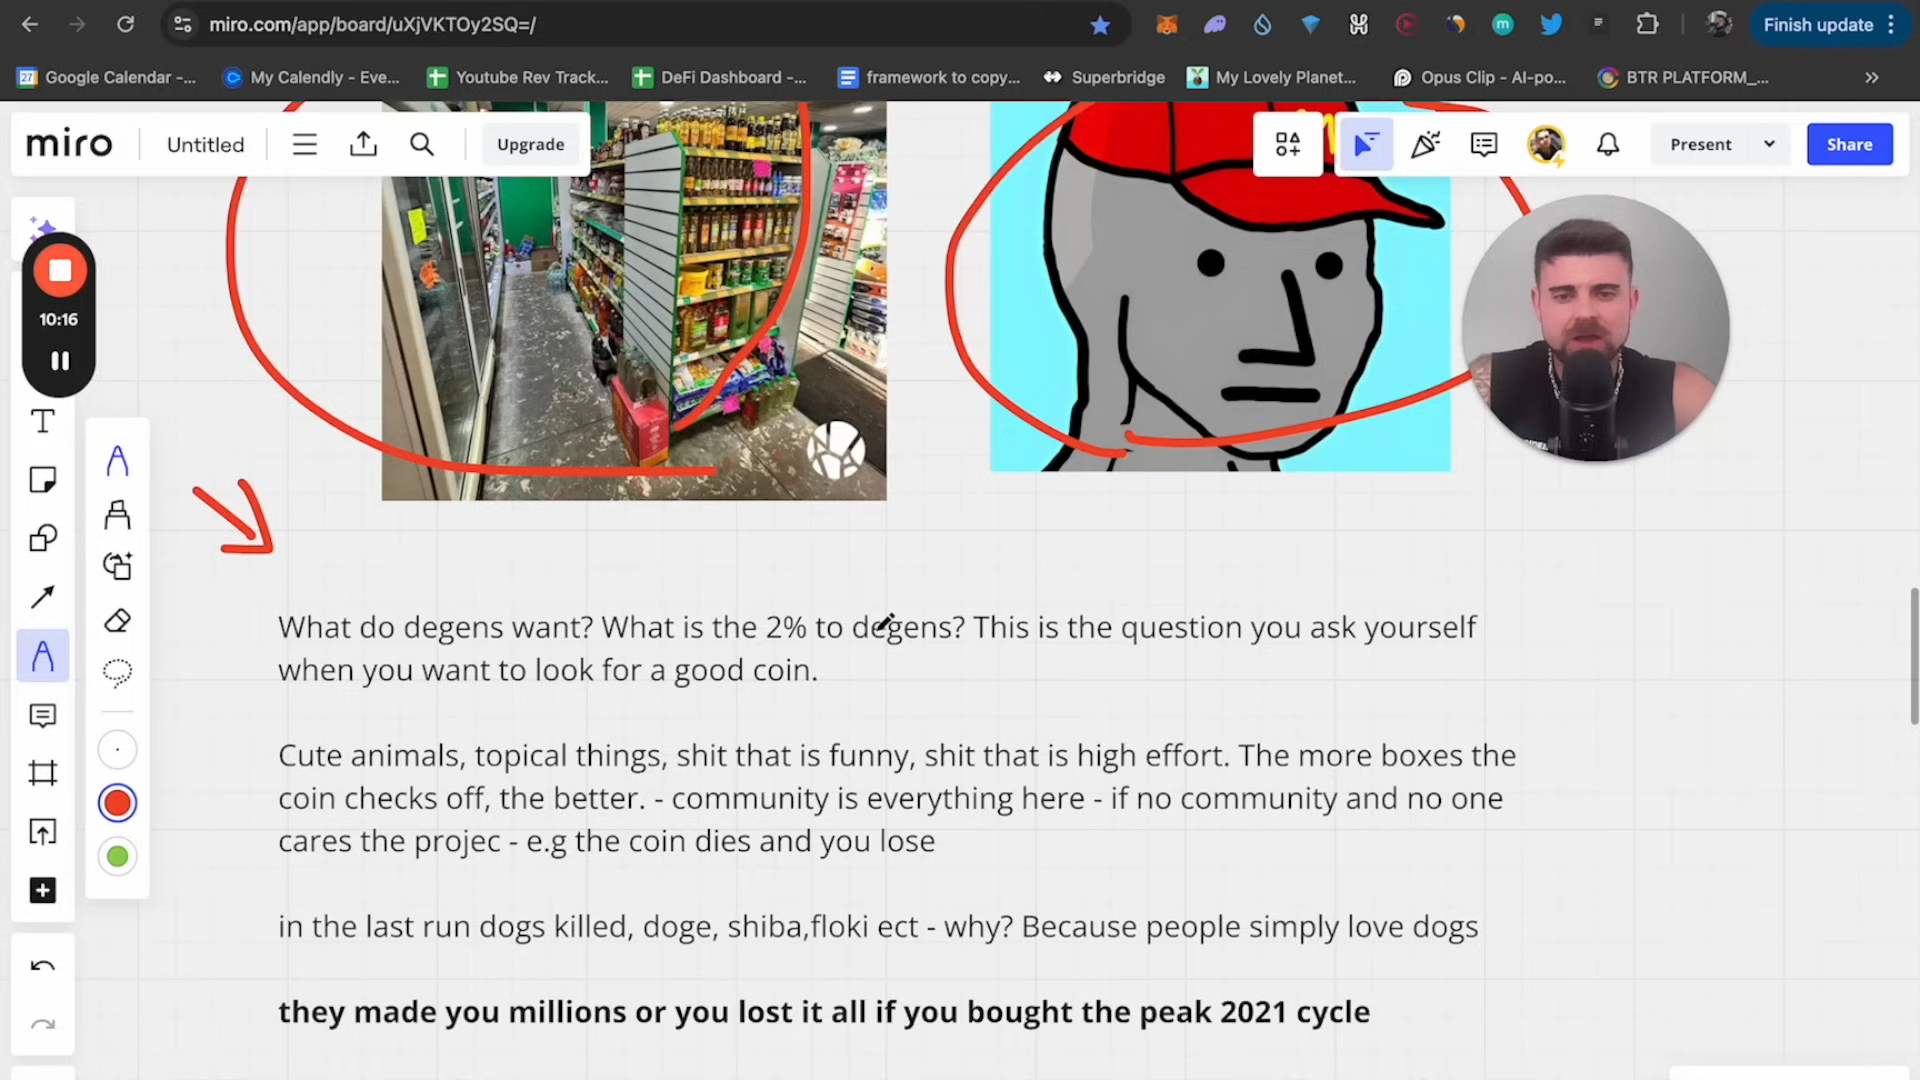 miro.com/app/board/uXjVKTOy2SQ=/
Finish update
27
Google Calendar -...
My Calendly - Eve...
Youtube Rev Track...
DeFi Dashboard -...
framework to copy...
Superbridge
My Lovely Planet...
Opus Clip - AI-po...
BTR PLATFORM_...
miro
Untitled
Upgrade
Present
Share
10:16
What do degens want? What is the 2% to degens? This is the question you ask yourself
when you want to look for a good coin.
Cute animals, topical things, shit that is funny, shit that is high effort. The more boxes the
coin checks off, the better. - community is everything here - if no community and no one
cares the projec - e.g the coin dies and you lose
in the last run dogs killed, doge, shiba,floki ect - why? Because people simply love dogs
they made you millions or you lost it all if you bought the peak 2021 cycle